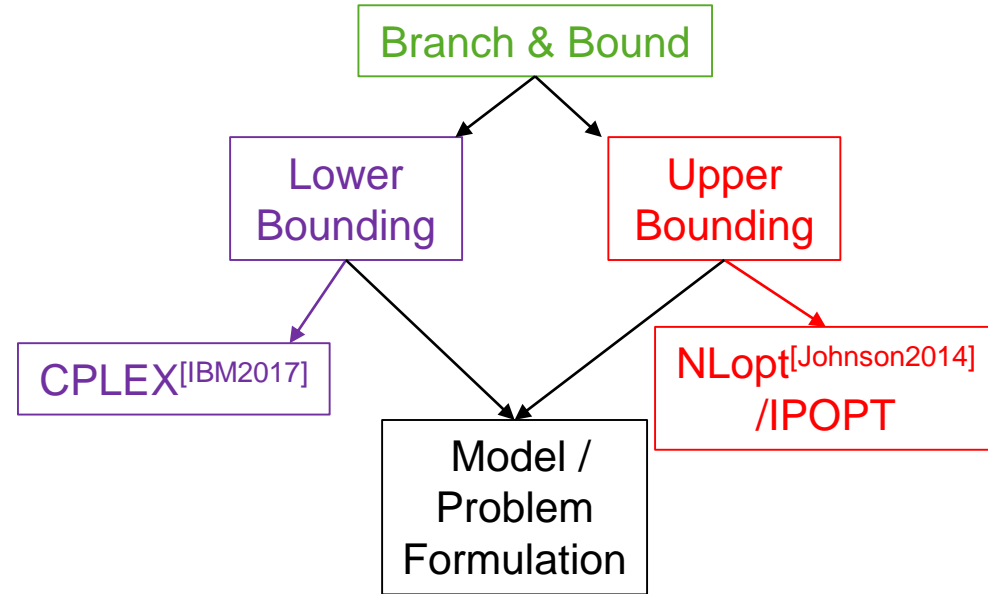 Branch & Bound
Lower
Bounding
Upper
Bounding
CPLEX[IBM2017]
NLopt[Johnson2014]
/IPOPT
Model /
Problem
Formulation